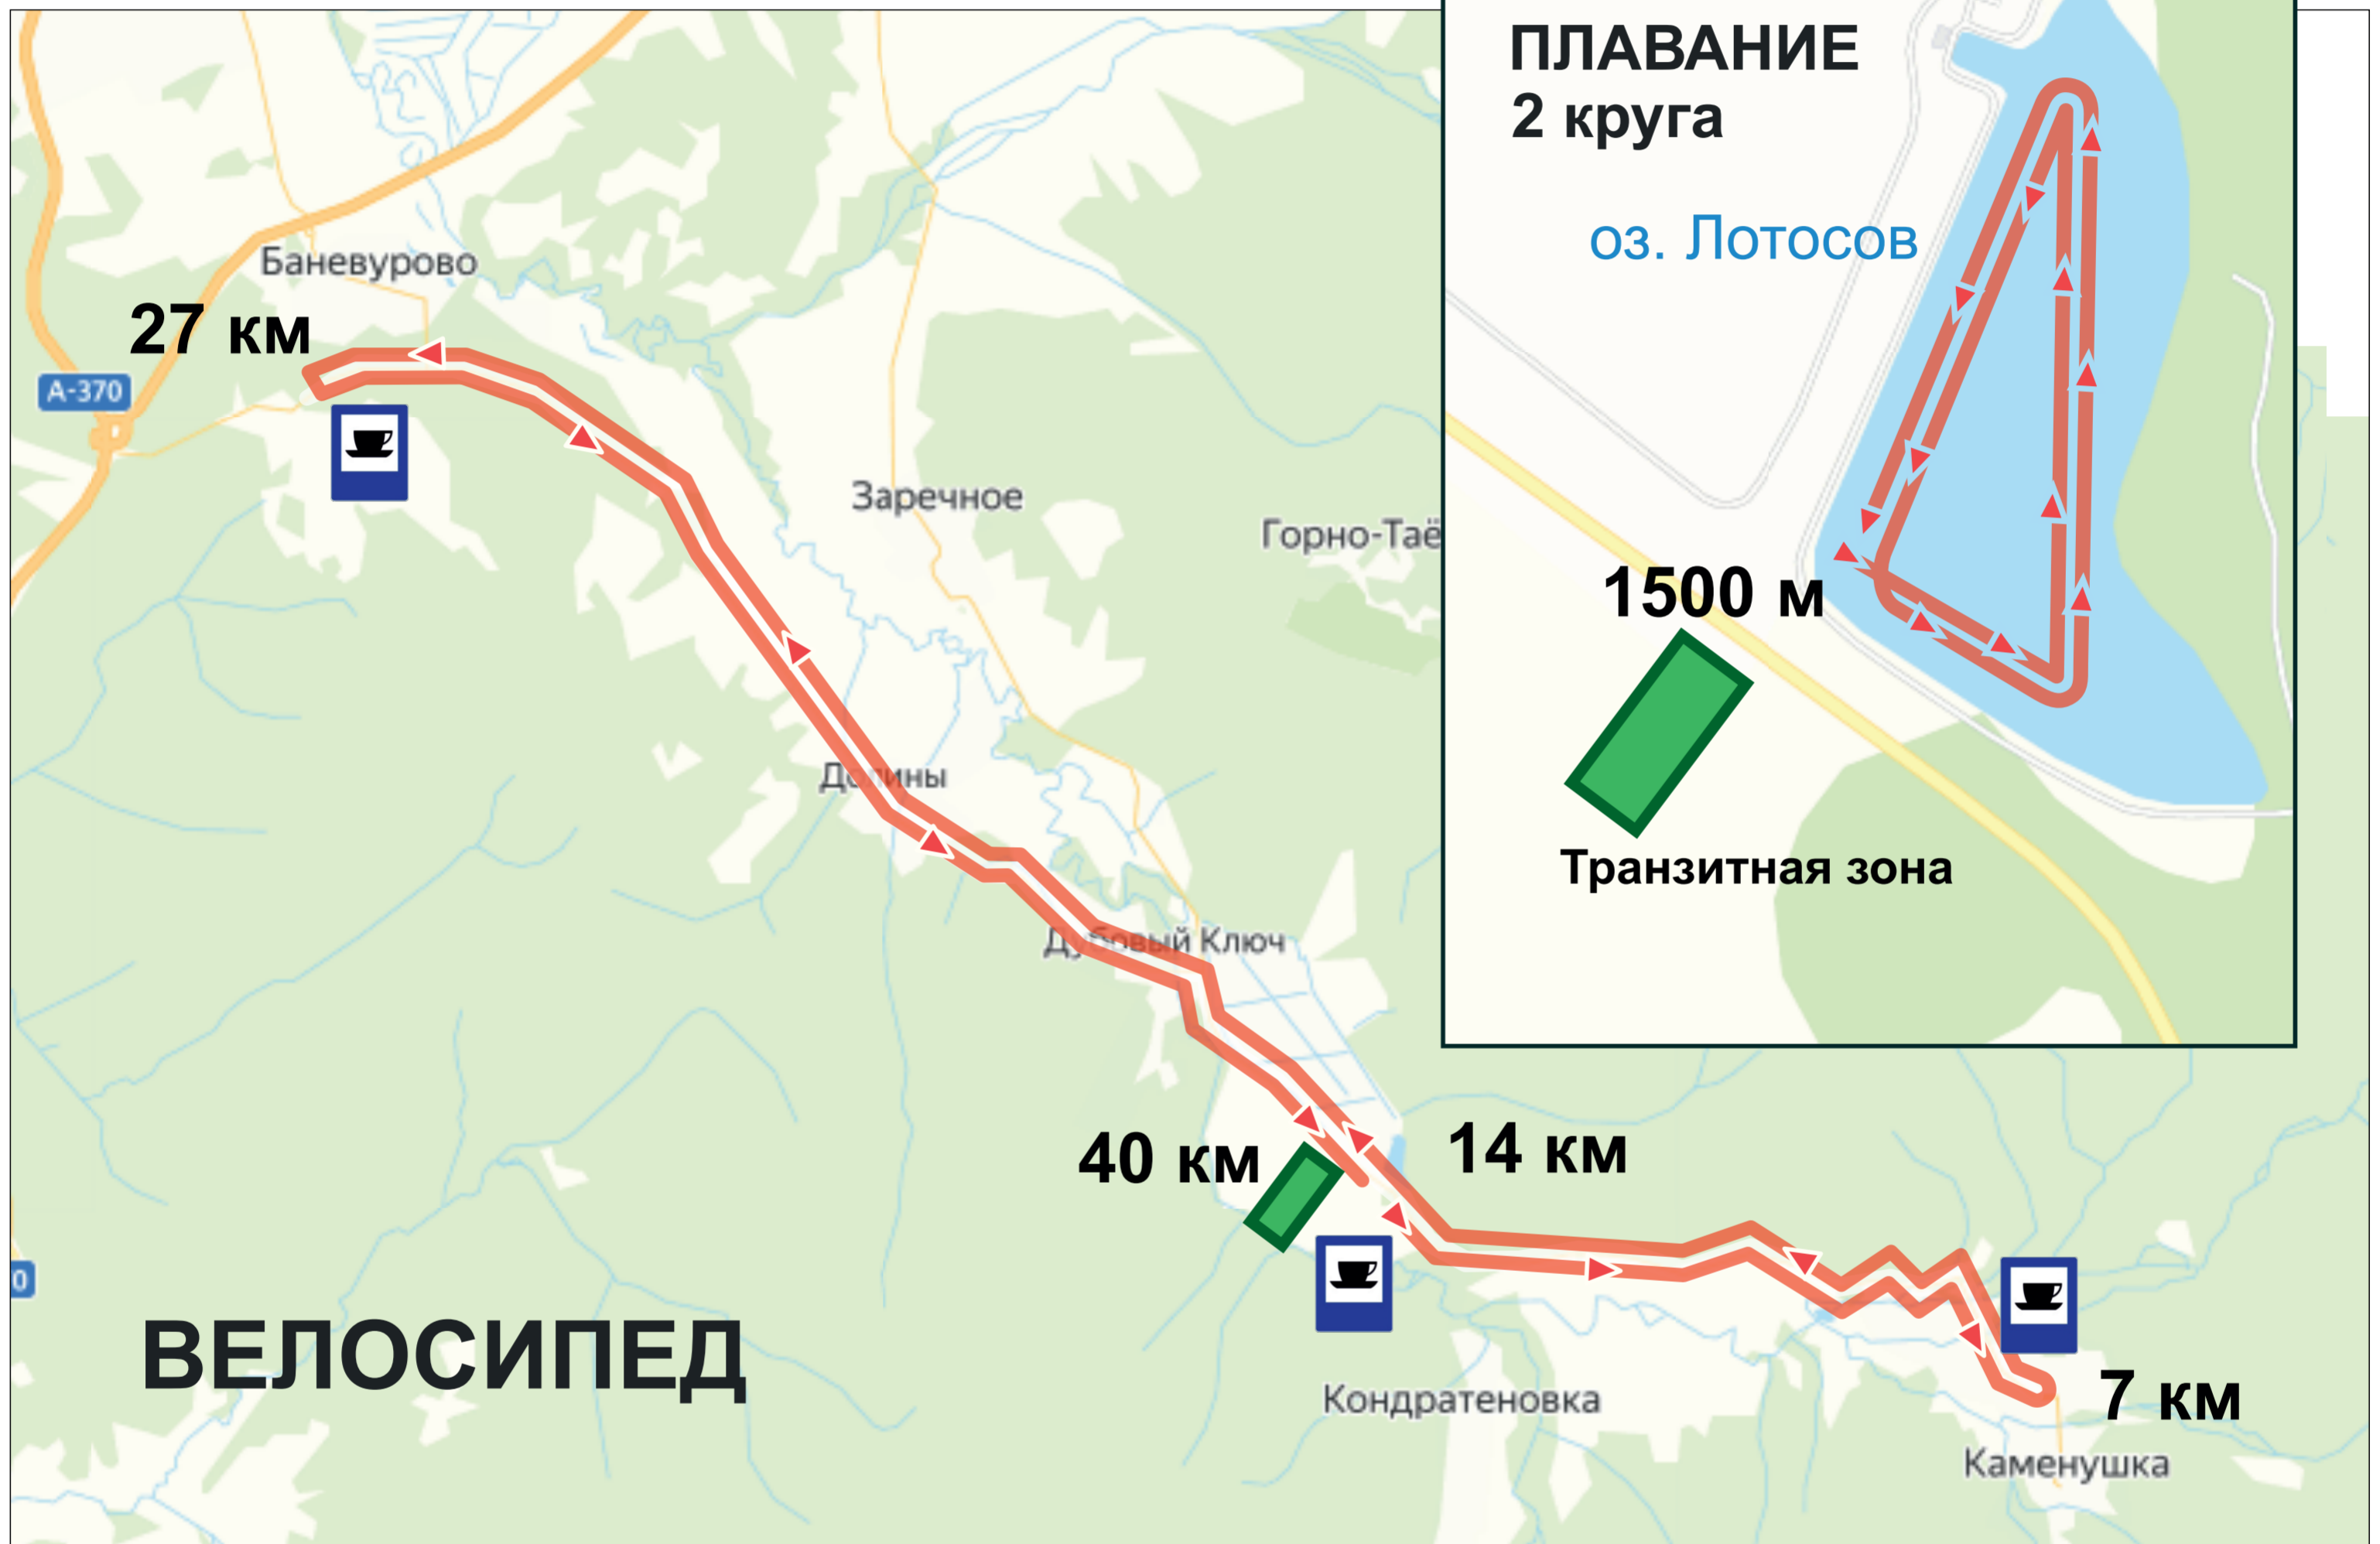 ПЛАВАНИЕ
2 круга
оз. Лотосов
Баневурово
27 км
А-370
Заречное
Горно-Таё
1500 м
Долины
Транзитная зона
Дубовый Ключ
40 км
14 км
0
ВЕЛОСИПЕД
Кондратеновка
7 км
Каменушка